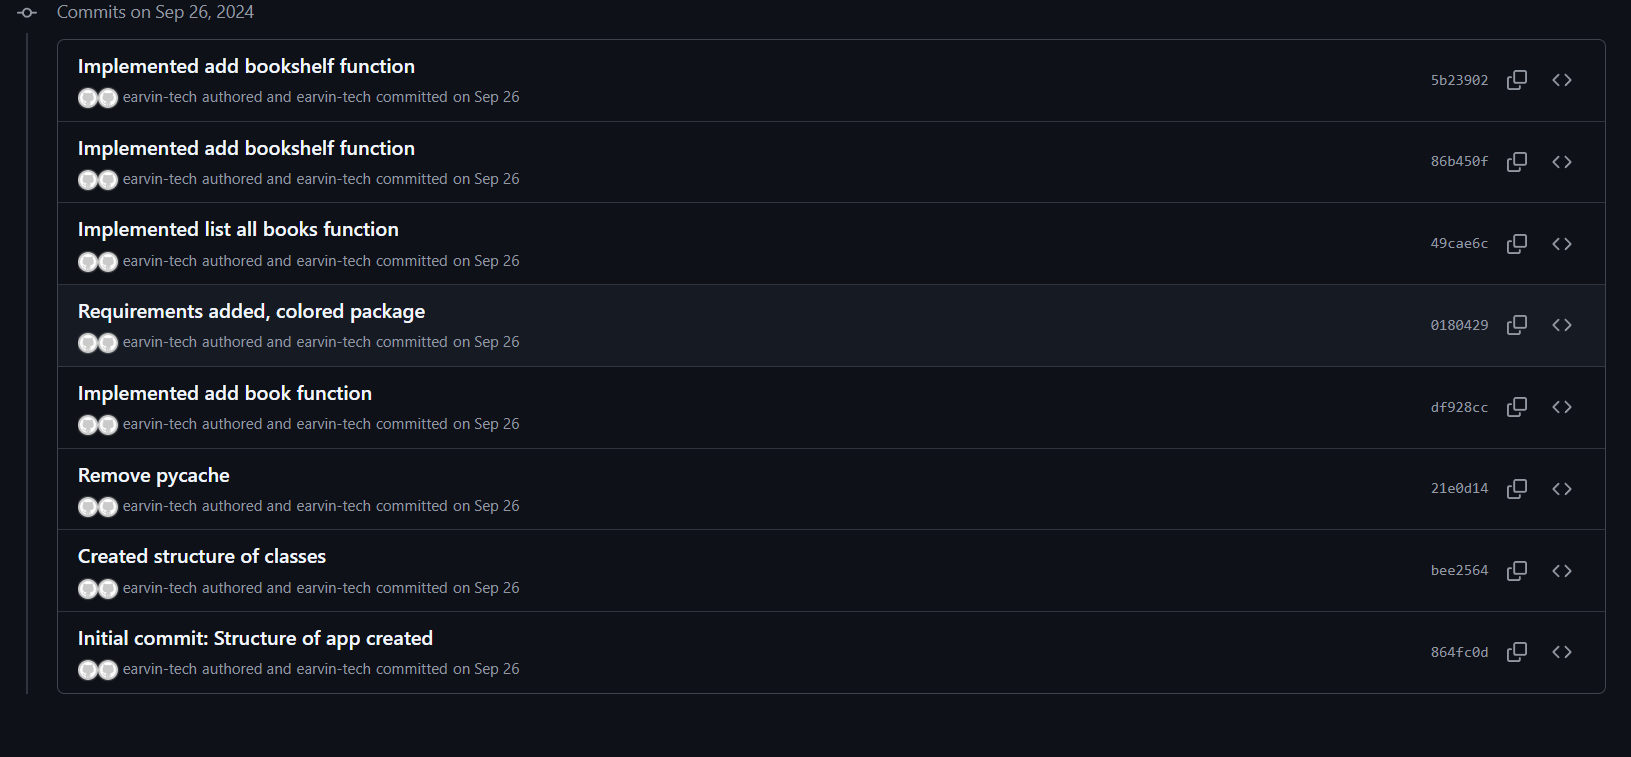 Commits on Sep 26, 2024
Implemented add bookshelf function
earvin-tech authored and earvin-tech committed on Sep 26
5b23902
Implemented add bookshelf function
earvin-tech authored and earvin-tech committed on Sep 26
86b450f
Implemented list all books function
earvin-tech authored and earvin-tech committed on Sep 26
49cae6c
Requirements added, colored package
earvin-tech authored and earvin-tech committed on Sep 26
0180429
Implemented add book function
earvin-tech authored and earvin-tech committed on Sep 26
df928cc
Remove pycache
earvin-tech authored and earvin-tech committed on Sep 26
21e0d14
Created structure of classes
earvin-tech authored and earvin-tech committed on Sep 26
bee2564
Initial commit: Structure of app created
earvin-tech authored and earvin-tech committed on Sep 26
864fc0d